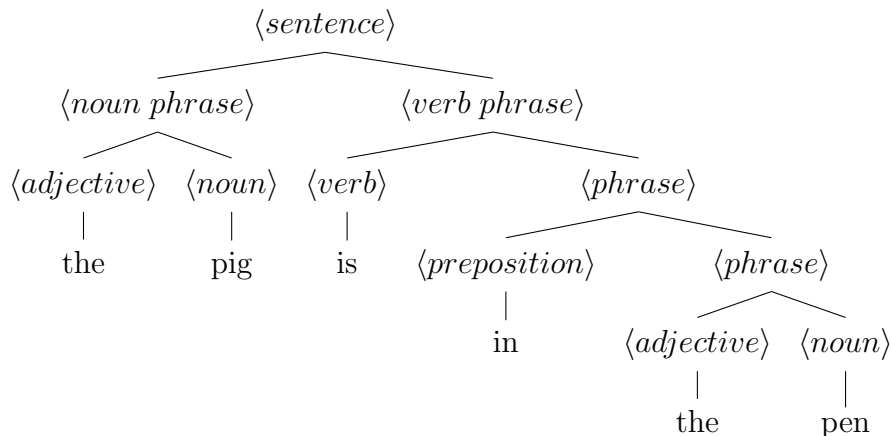 ⟨sentence⟩
⟨noun phrase⟩ ⟨verb phrase⟩
⟨adjective⟩ ⟨noun⟩ ⟨verb⟩ ⟨phrase⟩
the pig is ⟨preposition⟩ ⟨phrase⟩
in ⟨adjective⟩ ⟨noun⟩
the pen